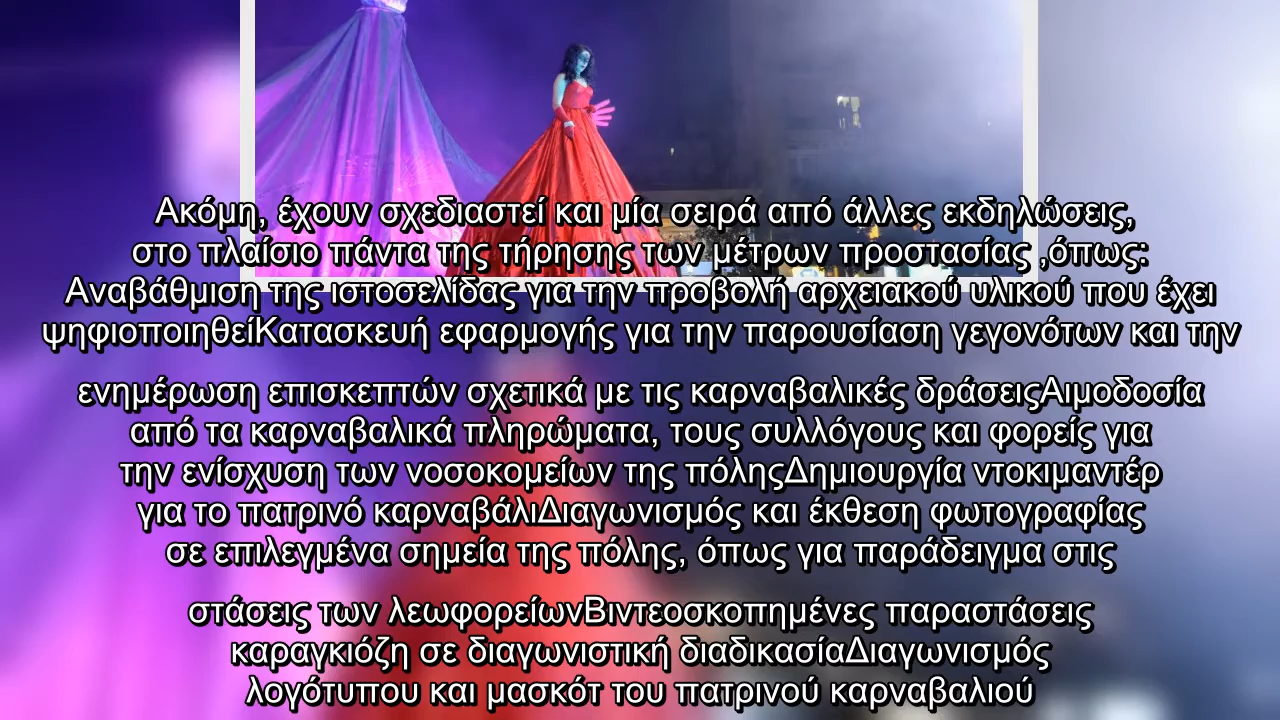 Ακόμη, έχουν σχεδιαστεί και μία σειρά από άλλες εκδηλώσεις,
στο πλαίσιο πάντα της τήρησης των μέτρων προστασίας ,όπως:
Αναβάθμιση της ιστοσελίδας για την προβολή αρχειακού υλικού που έχει
ψηφιοποιηθείΚατασκευή εφαρμογής για την παρουσίαση γεγονότων και την
ενημέρωση επισκεπτών σχετικά με τις καρναβαλικές δράσειςΑιμοδοσία
από τα καρναβαλικά πληρώματα, τους συλλόγους και φορείς για
την ενίσχυση των νοσοκομείων της πόληςΔημιουργία ντοκιμαντέρ
για το πατρινό καρναβάλιΔιαγωνισμός και έκθεση φωτογραφίας
σε επιλεγμένα σημεία της πόλης, όπως για παράδειγμα στις
στάσεις των λεωφορείωνΒιντεοσκοπημένες παραστάσεις
καραγκιόζη σε διαγωνιστική διαδικασίαΔιαγωνισμός
λογότυπου και μασκότ του πατρινού καρναβαλιού